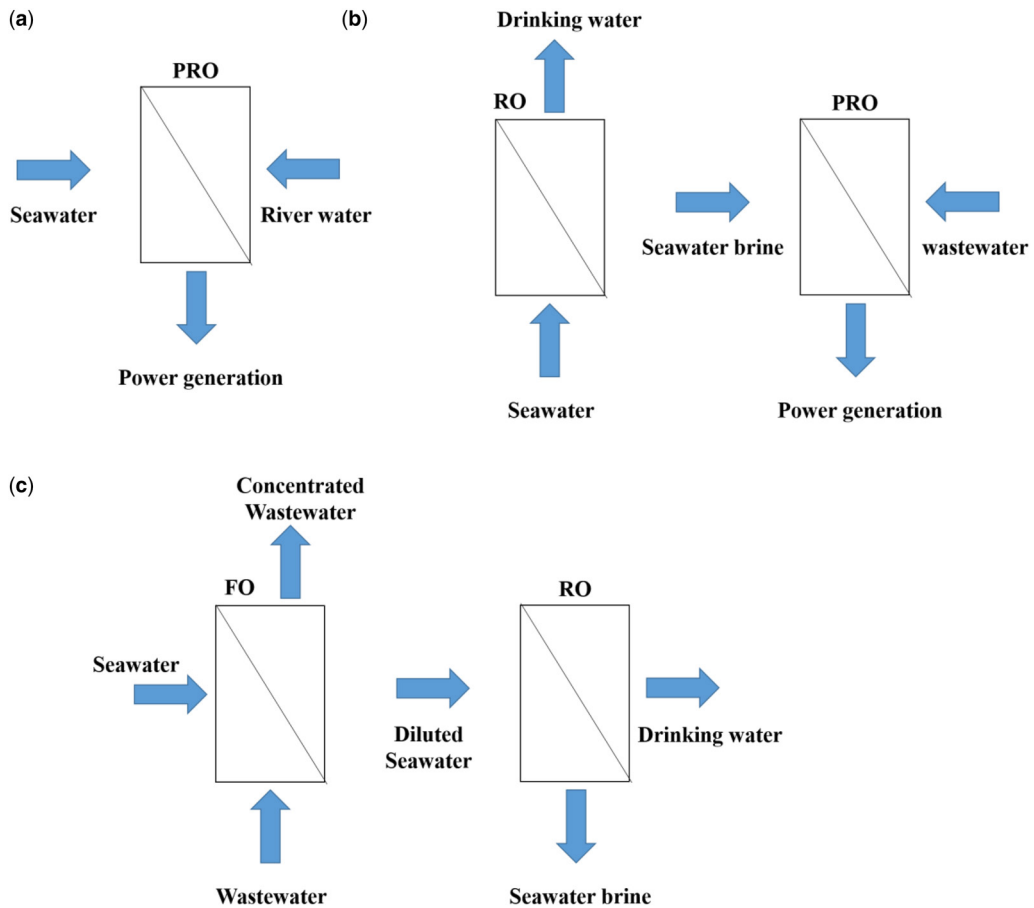 (a)
PRO
Seawater
River water
Power generation
(b)
Drinking water
RO
PRO
Seawater brine
wastewater
Seawater
Power generation
(c)
Concentrated
Wastewater
FO
RO
Seawater
Diluted
Seawater
Drinking water
Wastewater
Seawater brine